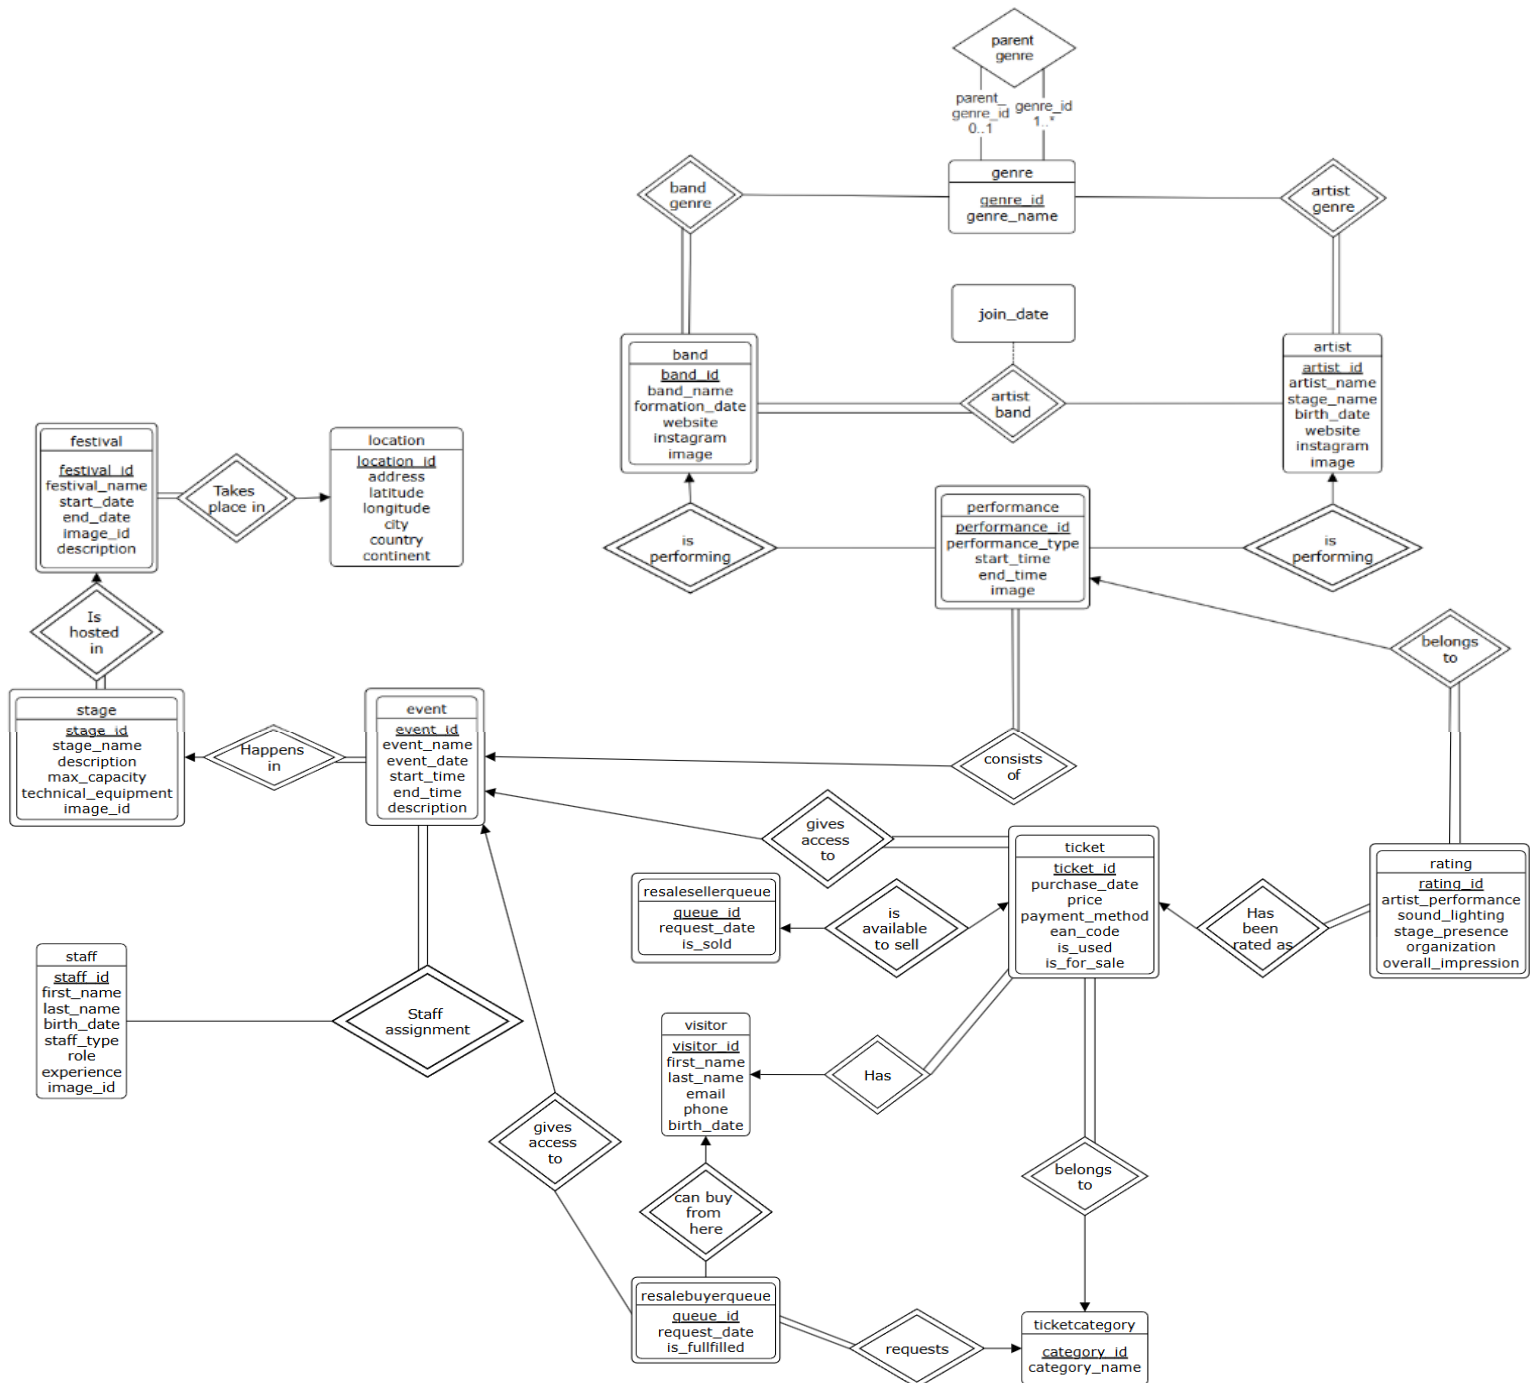 parent
genre
parent_
genre_id
0..1
genre_id
1..*
genre
genre_id
genre_name
band
genre
artist
genre
join_date
band
band_id
band_name
formation_date
website
instagram
image
artist
band
artist
artist_id
artist_name
stage_name
birth_date
website
instagram
image
festival
festival_id
festival_name
start_date
end_date
image_id
description
Takes
place in
location
location_id
address
latitude
longitude
city
country
continent
is
performing
performance
performance_id
performance_type
start_time
end_time
image
is
performing
Is
hosted
in
belongs
to
stage
stage_id
stage_name
description
max_capacity
technical_equipment
image_id
Happens
in
event
event_id
event_name
event_date
start_time
end_time
description
consists
of
gives
access
to
ticket
ticket_id
purchase_date
price
payment_method
ean_code
is_used
is_for_sale
rating
rating_id
artist_performance
sound_lighting
stage_presence
organization
overall_impression
resalesellerqueue
queue_id
request_date
is_sold
is
available
to sell
Has
been
rated as
staff
staff_id
first_name
last_name
birth_date
staff_type
role
experience
image_id
Staff
assignment
visitor
visitor_id
first_name
last_name
email
phone
birth_date
Has
gives
access
to
belongs
to
can buy
from
here
resalebuyerqueue
queue_id
request_date
is_fullfilled
requests
ticketcategory
category_id
category_name